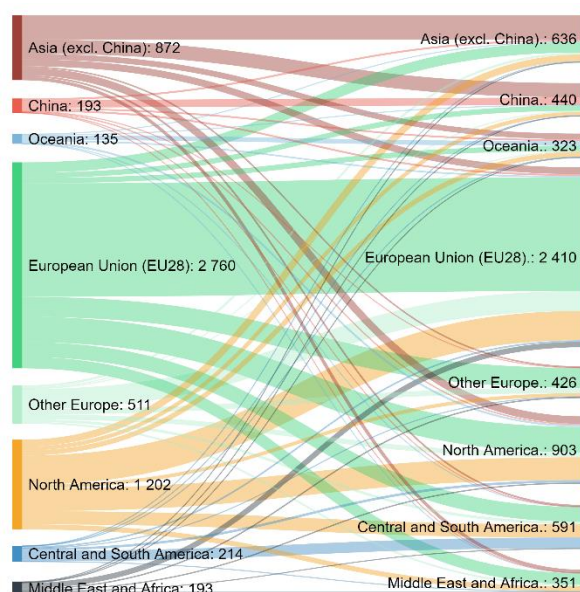 Asia (excl. China): 872
China: 193
Oceania: 135
European Union (EU28): 2 760
Other Europe: 511
North America: 1 202
Central and South America: 214
Middle East and Africa: 193
Asia (excl. China).: 636
China.: 440
Oceania.: 323
European Union (EU28).: 2 410
Other Europe.: 426
North America.: 903
Central and South America.: 591
Middle East and Africa.: 351